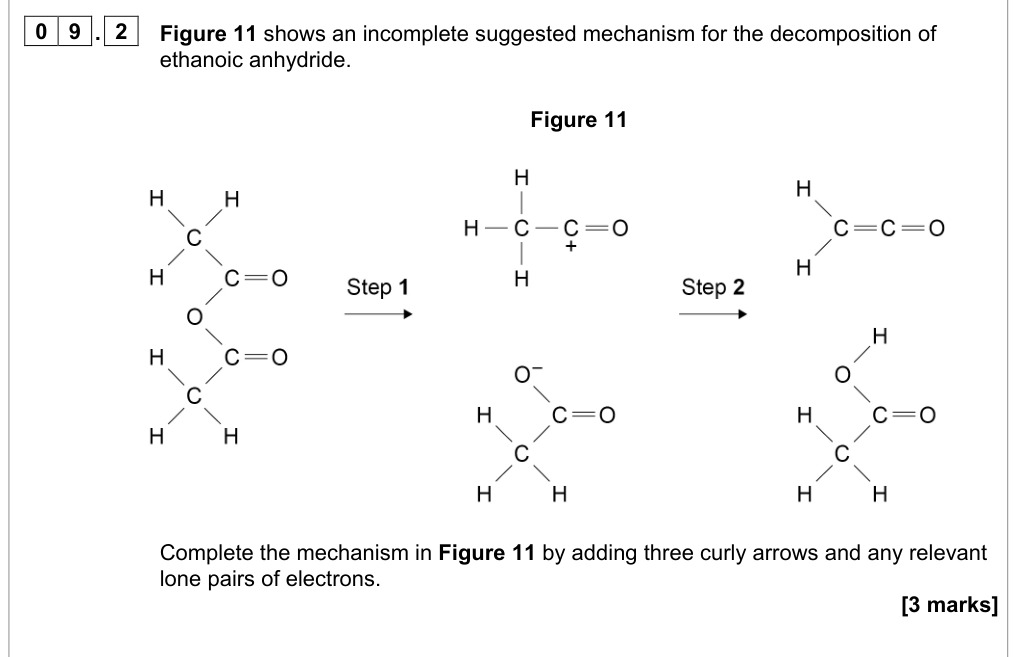 09.2 Figure 11 shows an incomplete suggested mechanism for the decomposition of
ethanoic anhydride.
Figure 11
H H
C
H C=O
O
H C=O
C
H H
Step 1
H
H—C—C=O
+
H
O−
H C=O
C
H H
Step 2
H
C=C=O
H
H
O
H C=O
C
H H
Complete the mechanism in Figure 11 by adding three curly arrows and any relevant
lone pairs of electrons.
[3 marks]